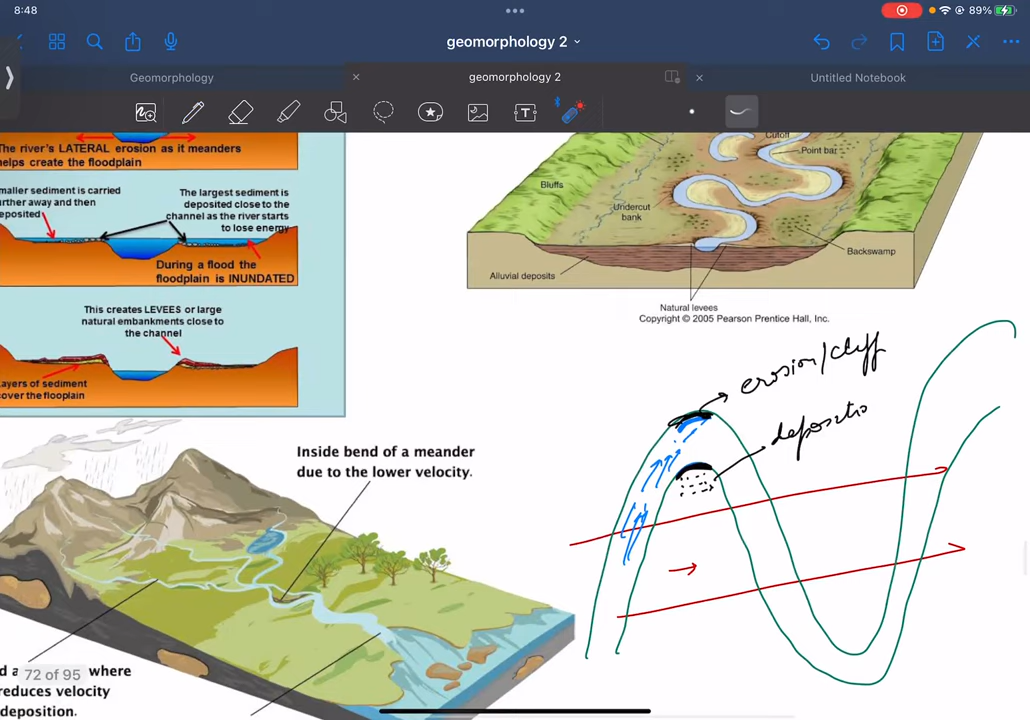 8:48
89%
geomorphology 2
Geomorphology
geomorphology 2
Untitled Notebook
The river's LATERAL erosion as it meanders
helps create the floodplain
maller sediment is carried
urther away and then
eposited
The largest sediment is
deposited close to the
channel as the river starts
to lose energy
During a flood the
floodplain is INUNDATED
This creates LEVEES or large
natural embankments close to
the channel
ayers of sediment
cover the flooplain
Cutoff
Point bar
Bluffs
Undercut
bank
Backswamp
Alluvial deposits
Natural levees
Copyright © 2005 Pearson Prentice Hall, Inc.
erosion/cliff
depositio
Inside bend of a meander
due to the lower velocity.
d a
where
72 of 95
reduces velocity
deposition.